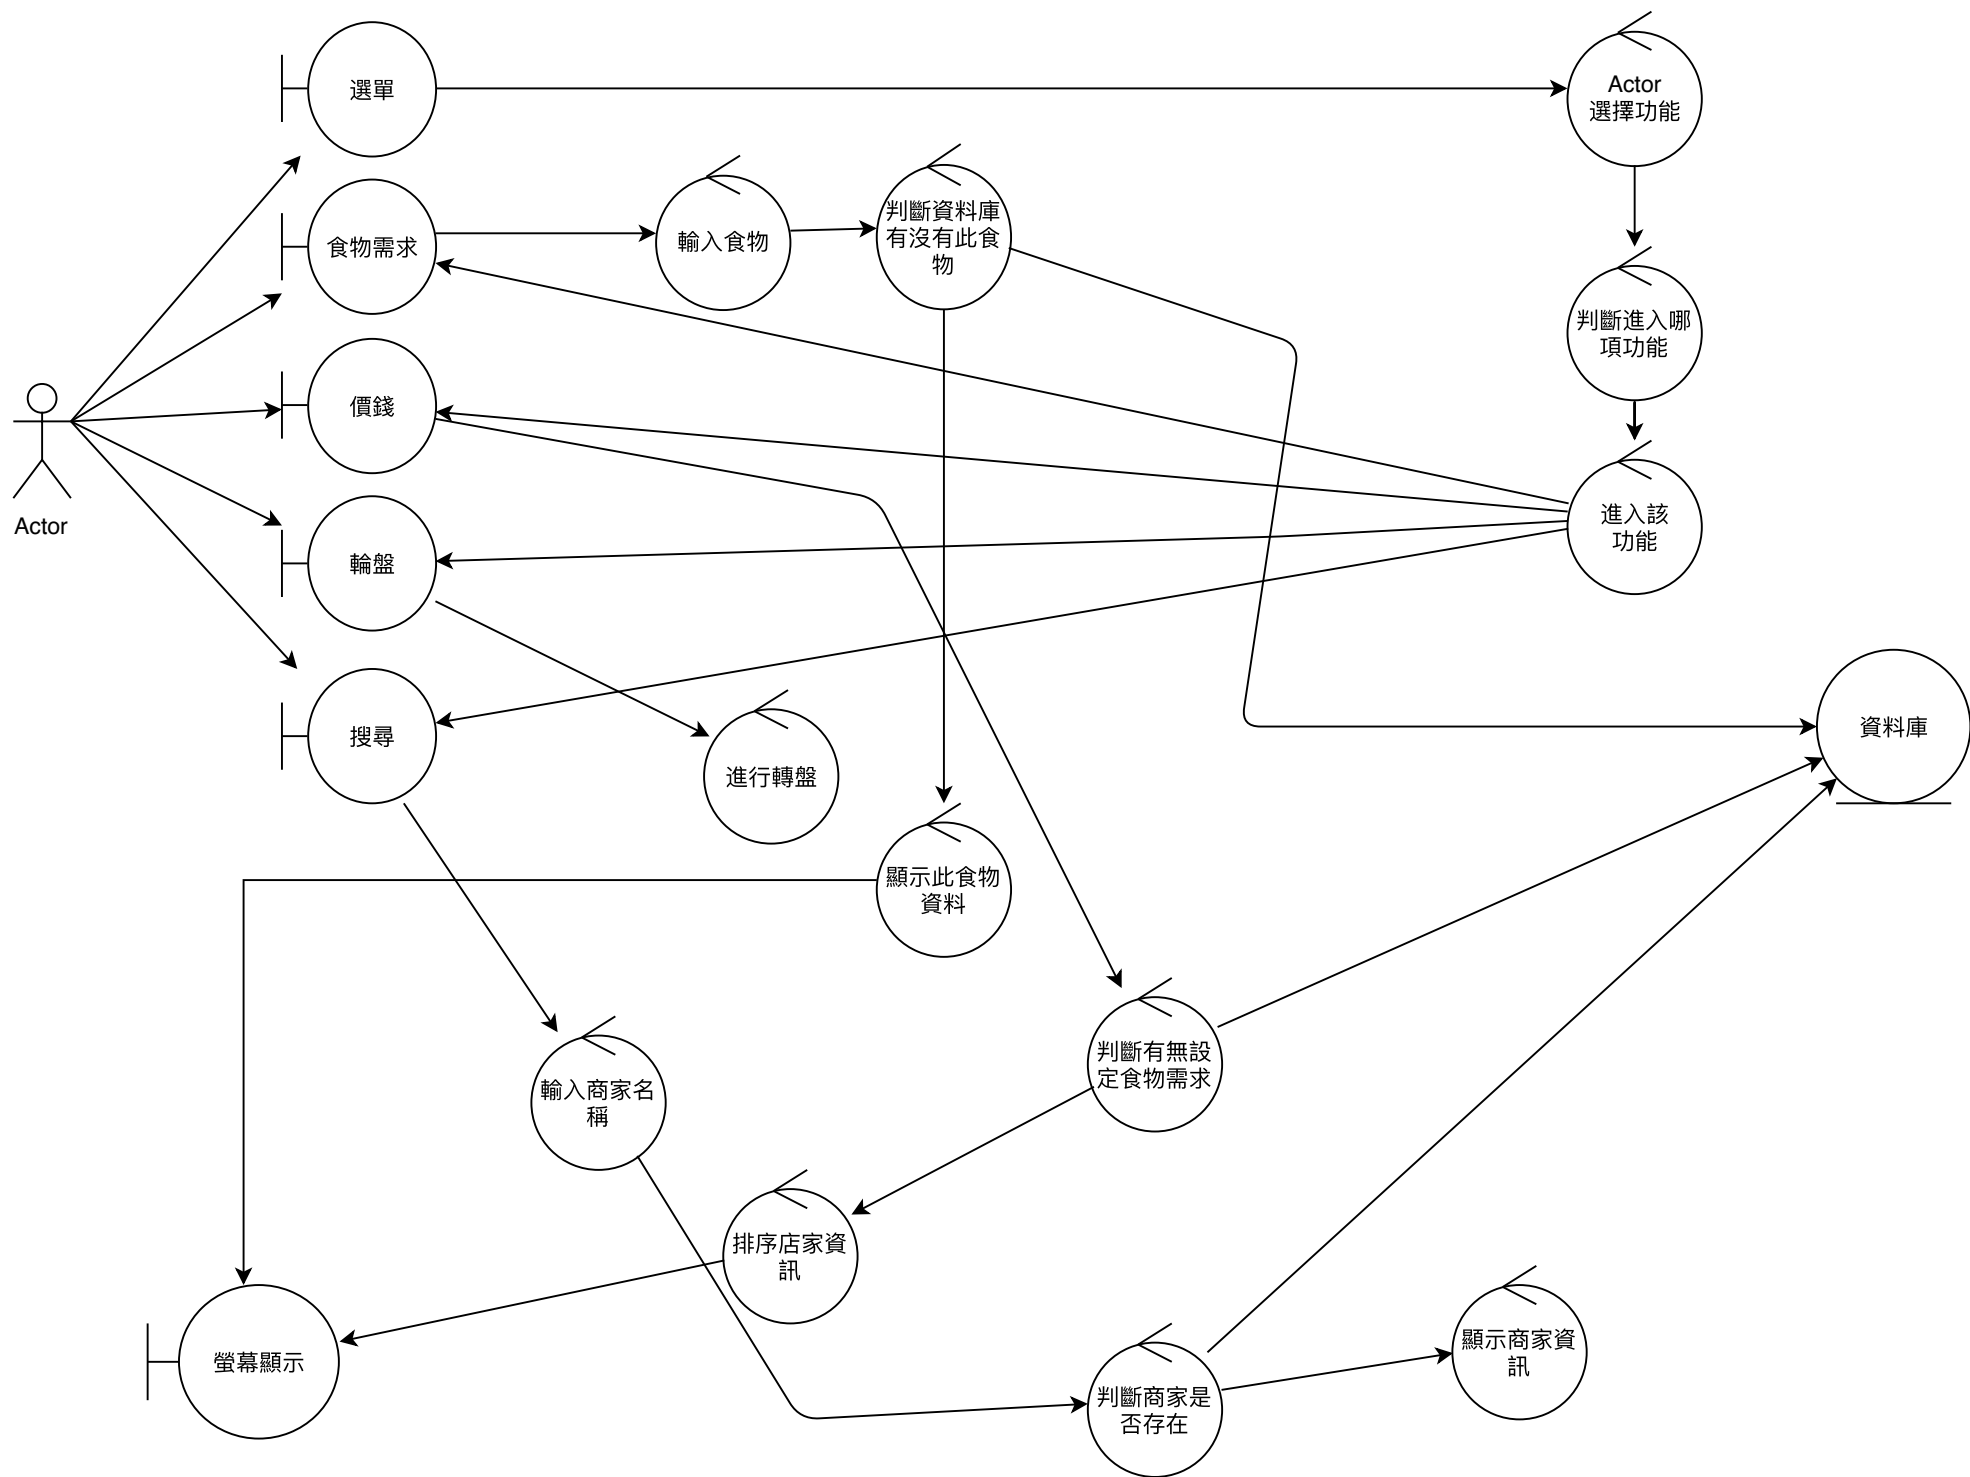 選單
Actor
選擇功能
食物需求
輸入食物
判斷資料庫
有沒有此食
物
判斷進入哪
項功能
價錢
Actor
進入該
功能
輪盤
搜尋
進行轉盤
資料庫
顯示此食物
資料
判斷有無設
定食物需求
輸入商家名
稱
排序店家資
訊
螢幕顯示
顯示商家資
訊
判斷商家是
否存在